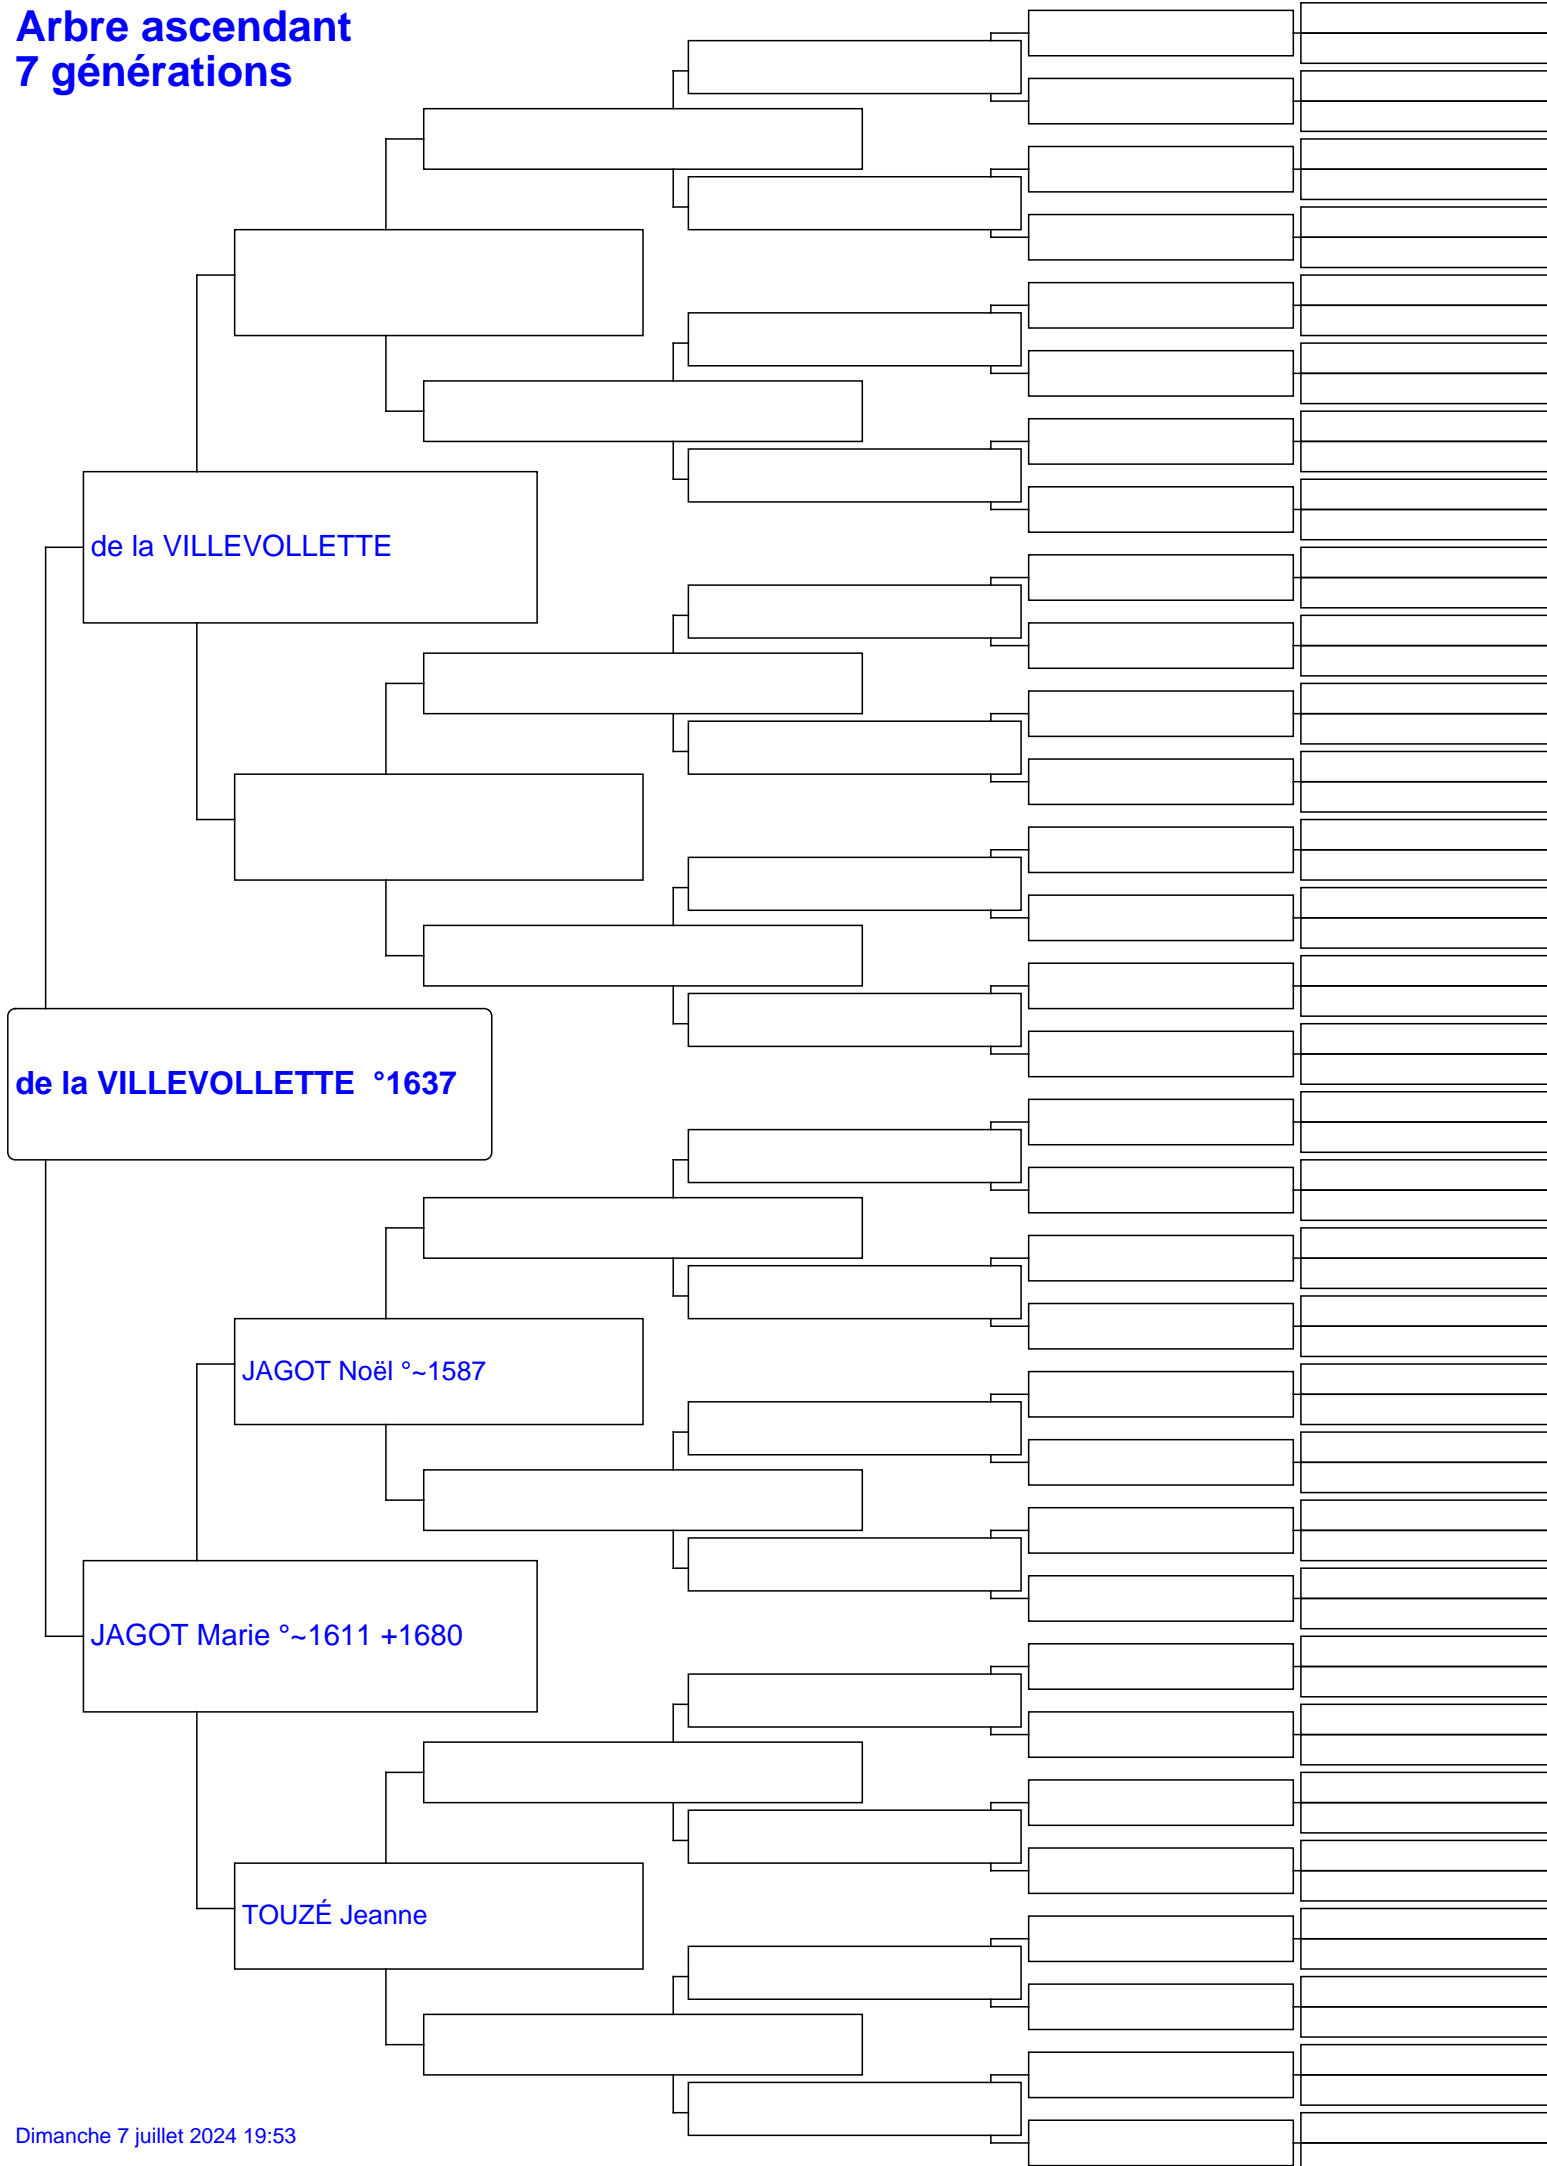 Arbre ascendant
7 générations
de la VILLEVOLLETTE
de la VILLEVOLLETTE °1637
JAGOT Noël °~1587
JAGOT Marie °~1611 +1680
TOUZÉ Jeanne
Dimanche 7 juillet 2024 19:53